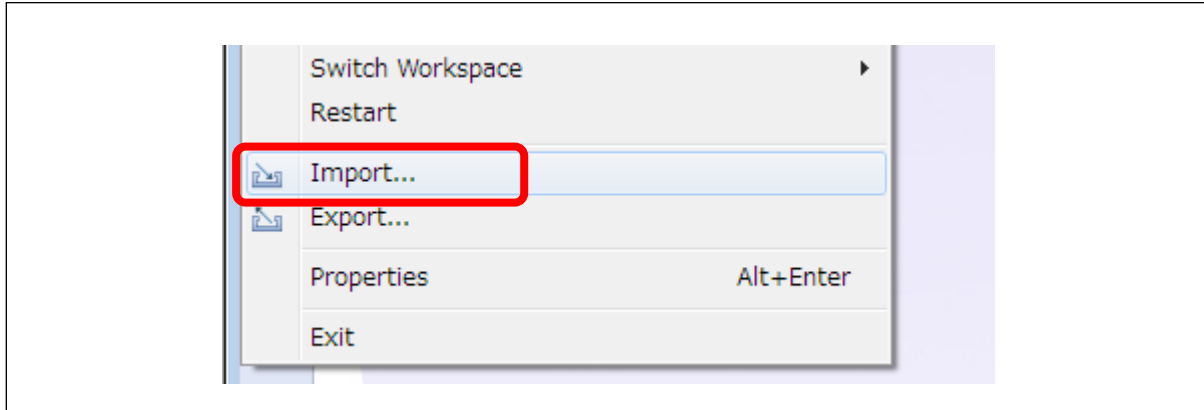 Switch Workspace
Restart
Import...
Export...
Properties Alt+Enter
Exit